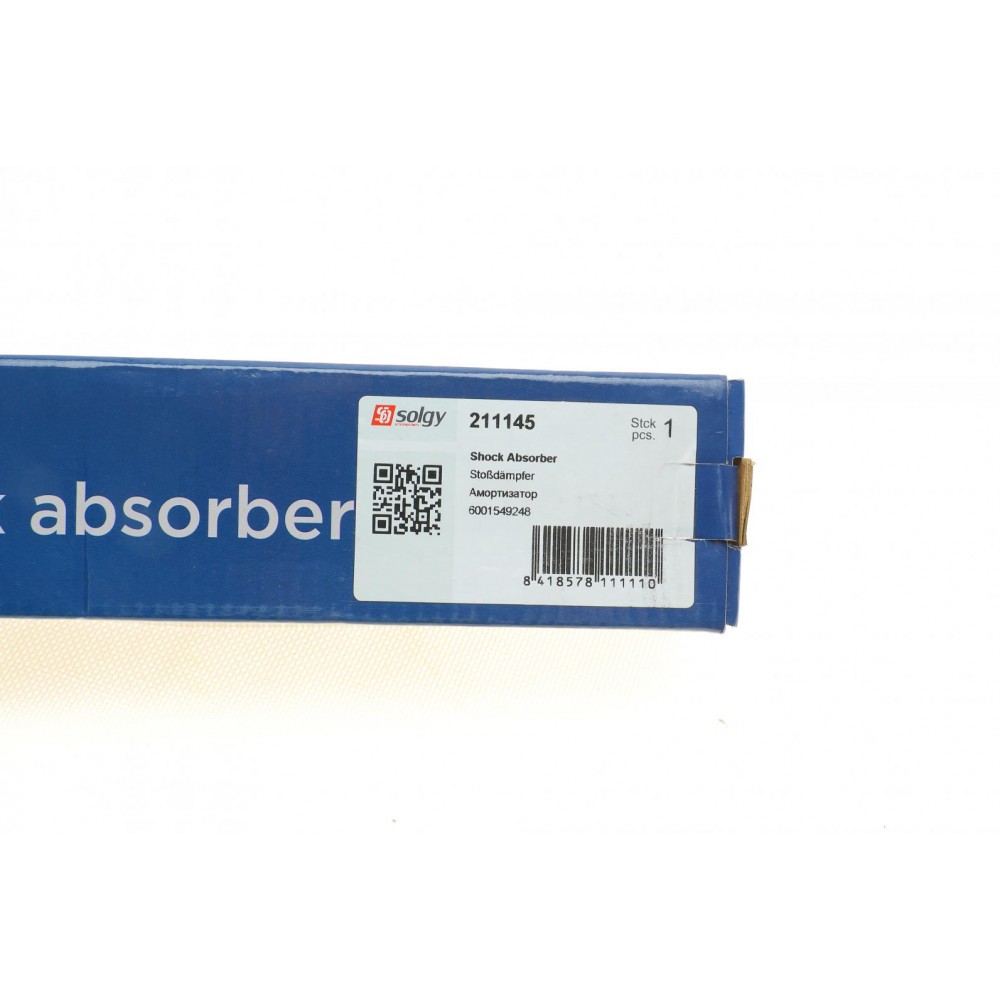 absorber
solgy
211145
Stck
pcs. 1
Shock Absorber
Stoßdämpfer
Амортизатор
6001549248
8 418578 111110